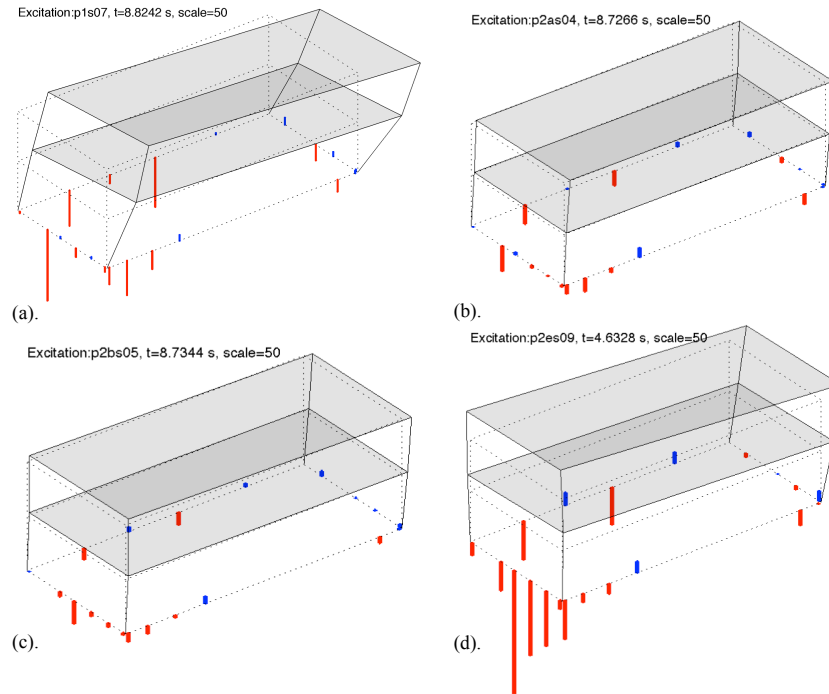 Excitation:p1s07, t=8.8242 s, scale=50
Excitation:p2as04, t=8.7266 s, scale=50
(a).
(b).
Excitation:p2bs05, t=8.7344 s, scale=50
Excitation:p2es09, t=4.6328 s, scale=50
(c).
(d).